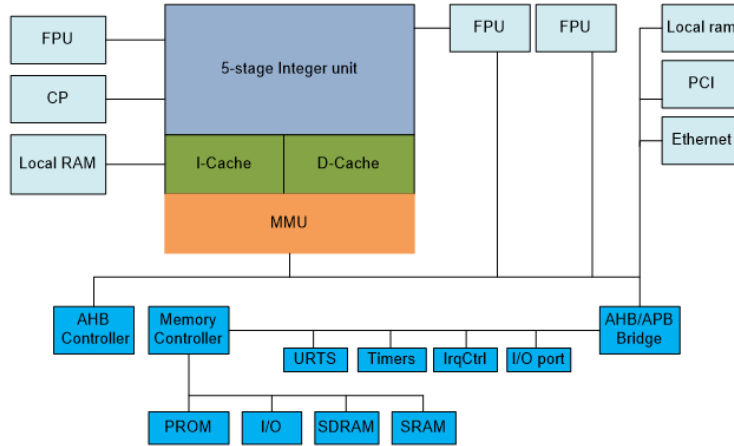 FPU
5-stage Integer unit
FPU
FPU
Local ram
CP
PCI
Local RAM
I-Cache
D-Cache
Ethernet
MMU
AHB
Controller
Memory
Controller
AHB/APB
Bridge
URTS
Timers
IrqCtrl
I/O port
PROM
I/O
SDRAM
SRAM